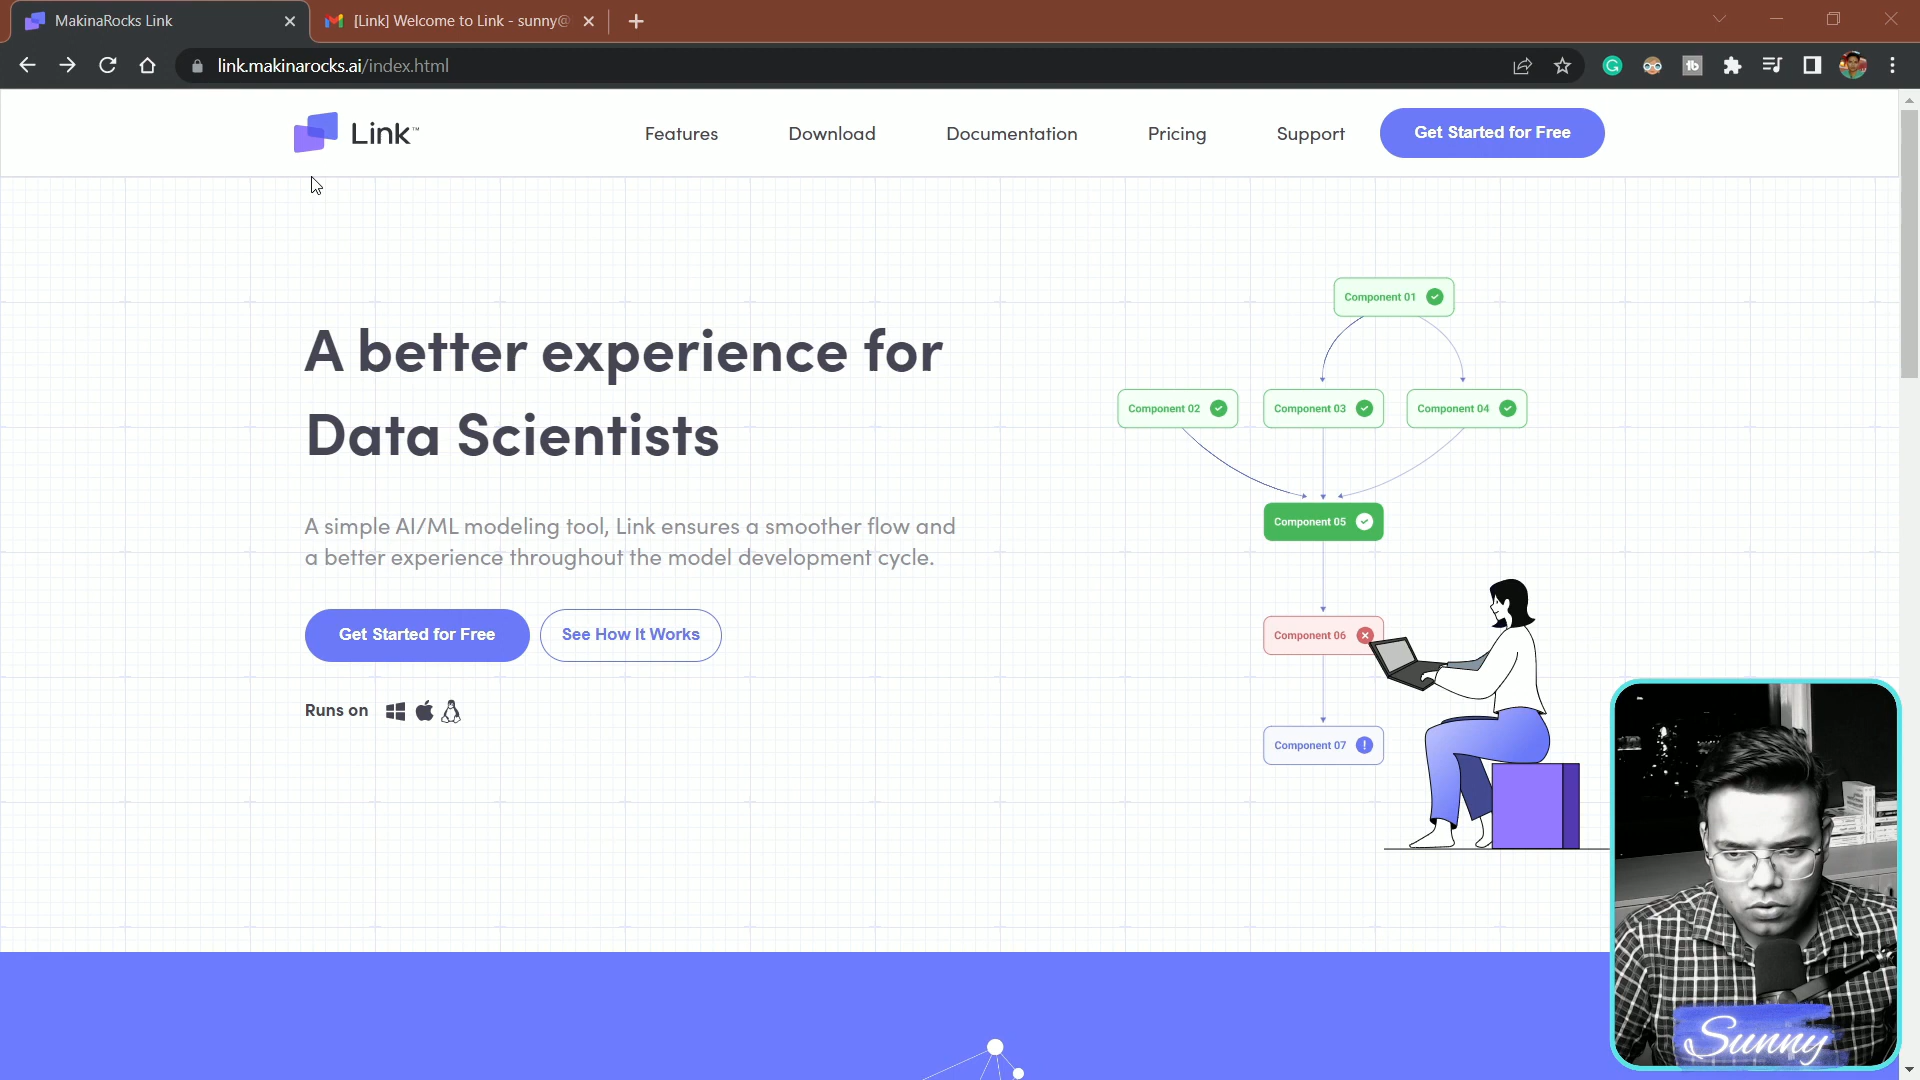 MakinaRocks Link
[Link] Welcome to Link - sunny@
link.makinarocks.ai/index.html
Link™
Features
Download
Documentation
Pricing
Support
Get Started for Free
A better experience for
Data Scientists
A simple AI/ML modeling tool, Link ensures a smoother flow and
a better experience throughout the model development cycle.
Get Started for Free
See How It Works
Runs on
Component 01
Component 02
Component 03
Component 04
Component 05
Component 06
Component 07
Sunny